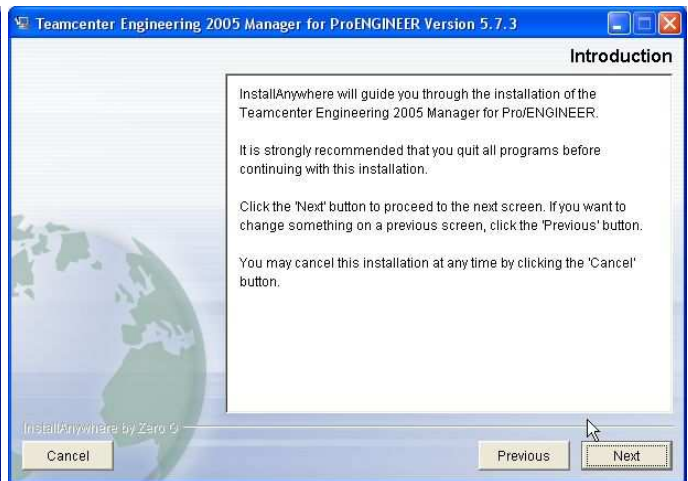 Teamcenter Engineering 2005 Manager for ProENGINEER Version 5.7.3
Introduction
InstallAnywhere will guide you through the installation of the
Teamcenter Engineering 2005 Manager for Pro/ENGINEER.
It is strongly recommended that you quit all programs before
continuing with this installation.
Click the 'Next' button to proceed to the next screen. If you want to
change something on a previous screen, click the 'Previous' button.
You may cancel this installation at any time by clicking the 'Cancel'
button.
InstallAnywhere by Zero G
Cancel
Previous
Next